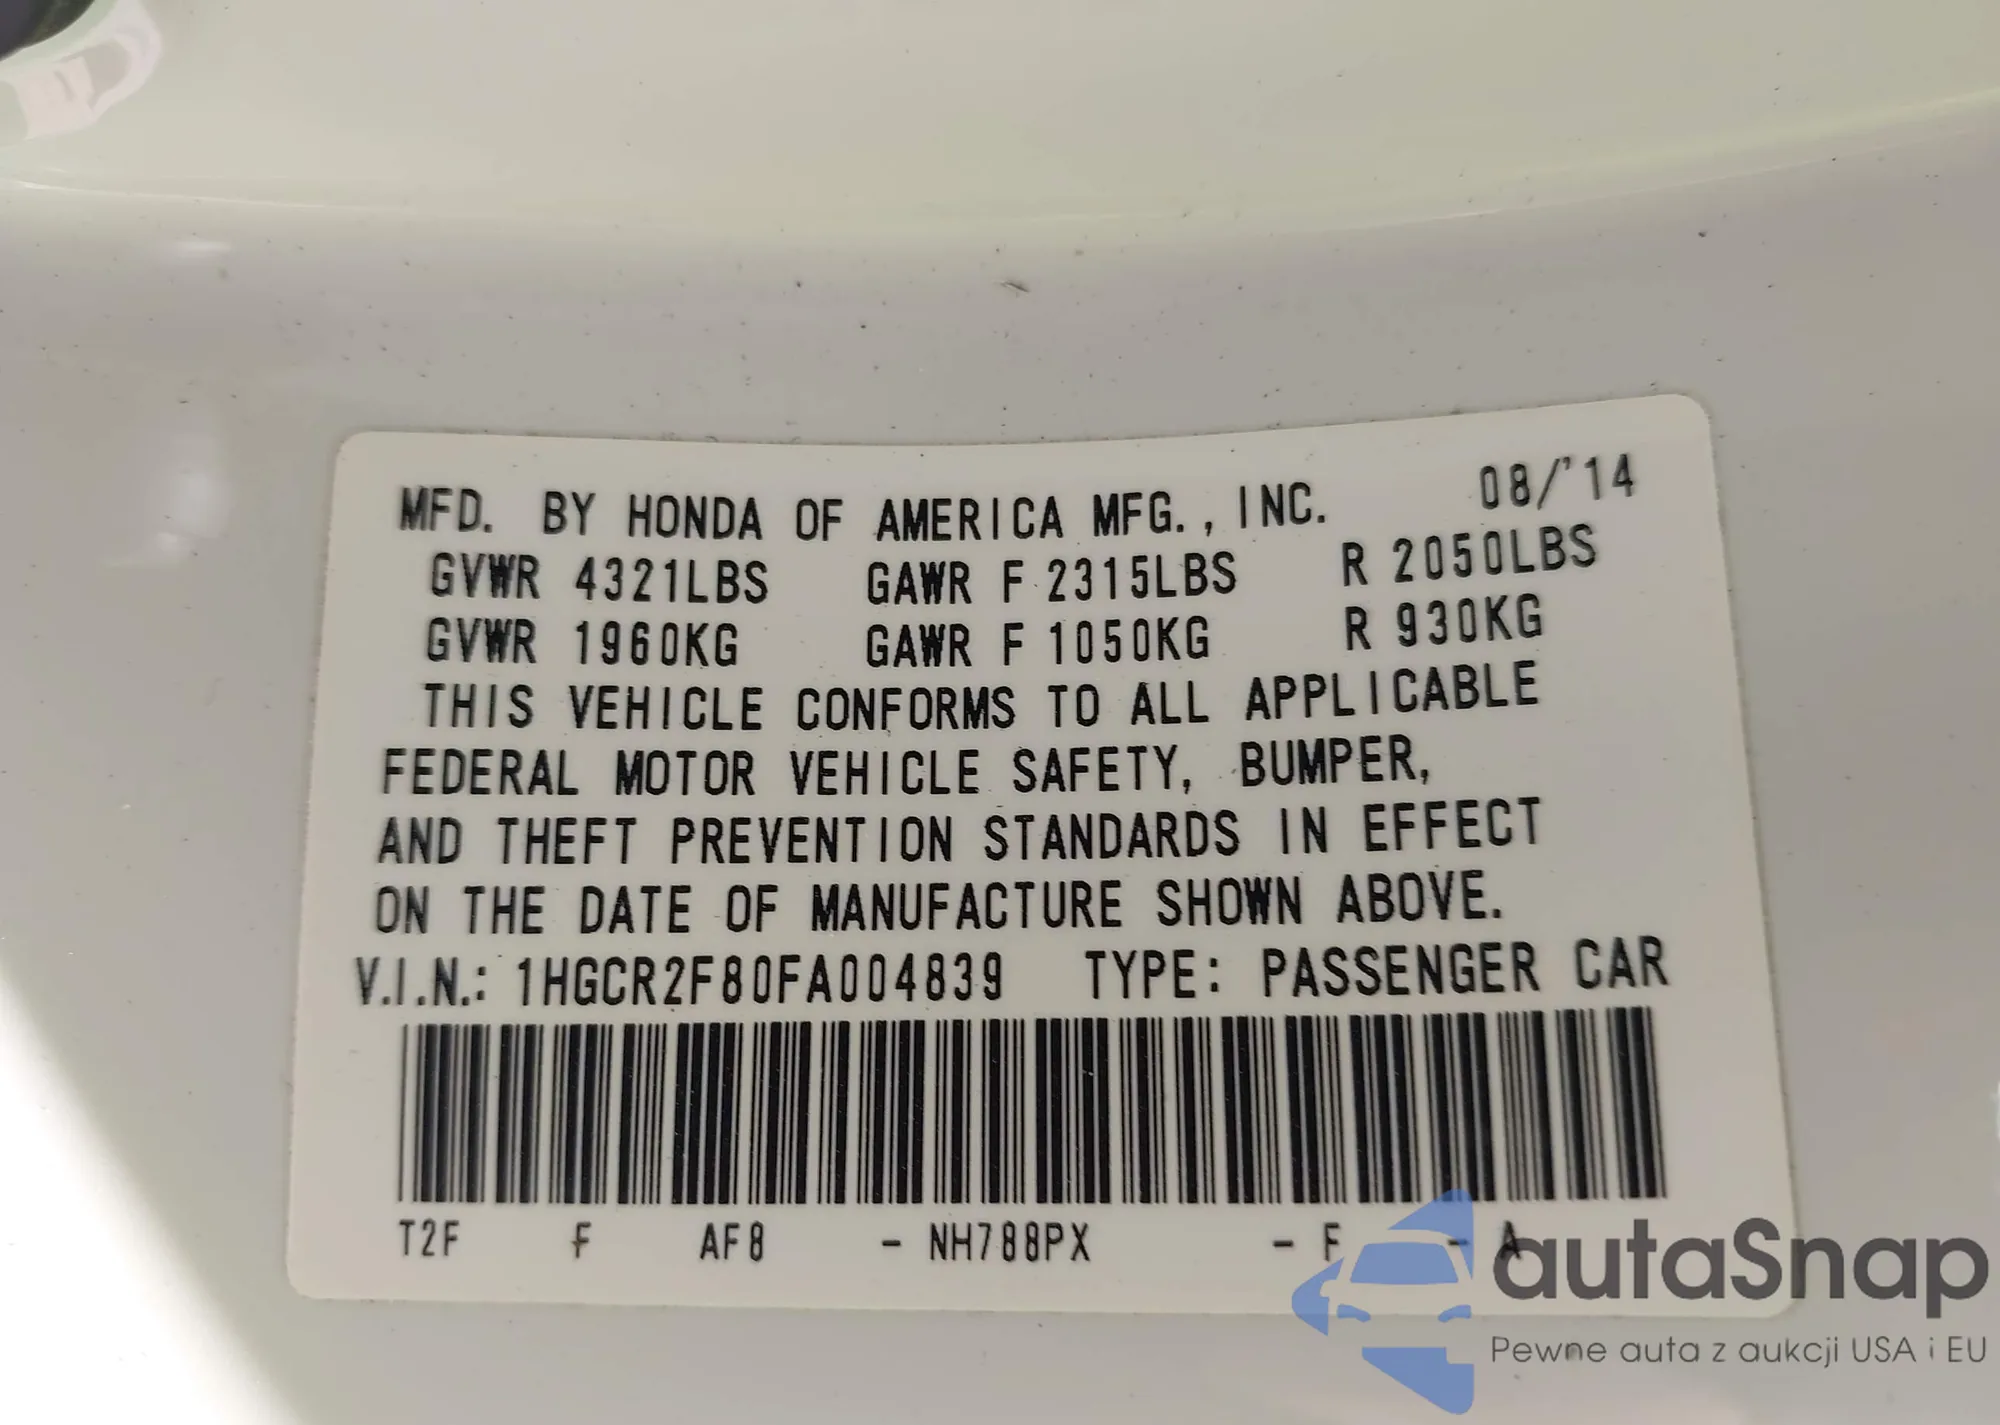 MFD. BY HONDA OF AMERICA MFG., INC. 08/'14
GVWR 4321LBS GAWR F 2315LBS R 2050LBS
GVWR 1960KG GAWR F 1050KG R 930KG
THIS VEHICLE CONFORMS TO ALL APPLICABLE
FEDERAL MOTOR VEHICLE SAFETY, BUMPER,
AND THEFT PREVENTION STANDARDS IN EFFECT
ON THE DATE OF MANUFACTURE SHOWN ABOVE.
V.I.N.: 1HGCR2F80FA004839 TYPE: PASSENGER CAR
T2F F AF8 - NH788PX - F - A
autaSnap
Pewne auta z aukcji USA i EU